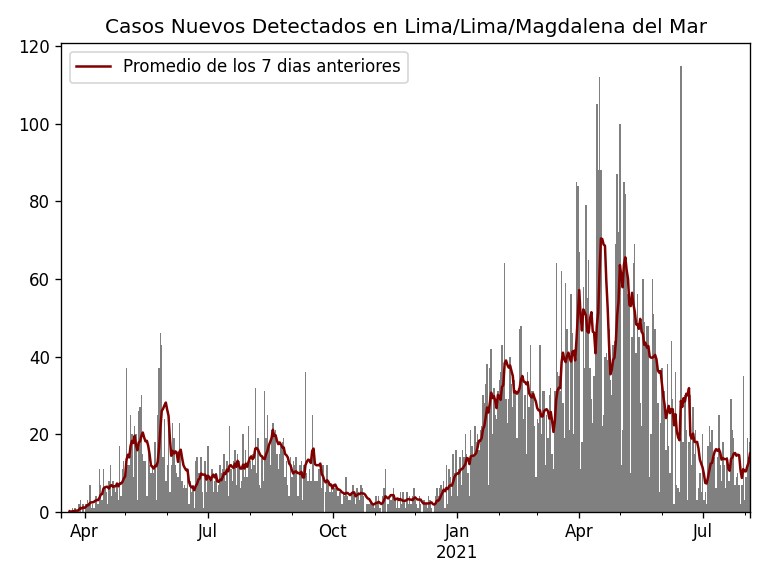 Casos Nuevos Detectados en Lima/Lima/Magdalena del Mar
Promedio de los 7 dias anteriores
120
100
80
60
40
20
0
Apr Jul Oct Jan Apr Jul
2021